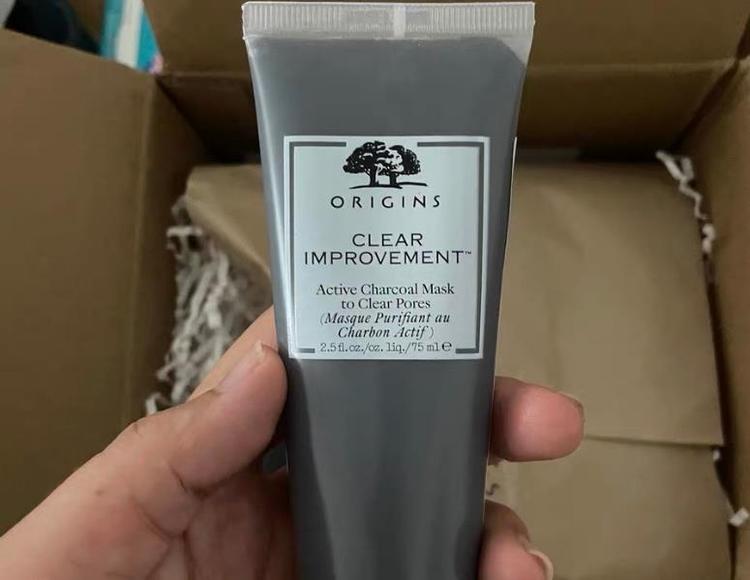 ORIGINS
CLEAR
IMPROVEMENT™
Active Charcoal Mask
to Clear Pores
(Masque Purifiant au
Charbon Actif)
2.5 fl.oz./oz. liq./75 ml ℮